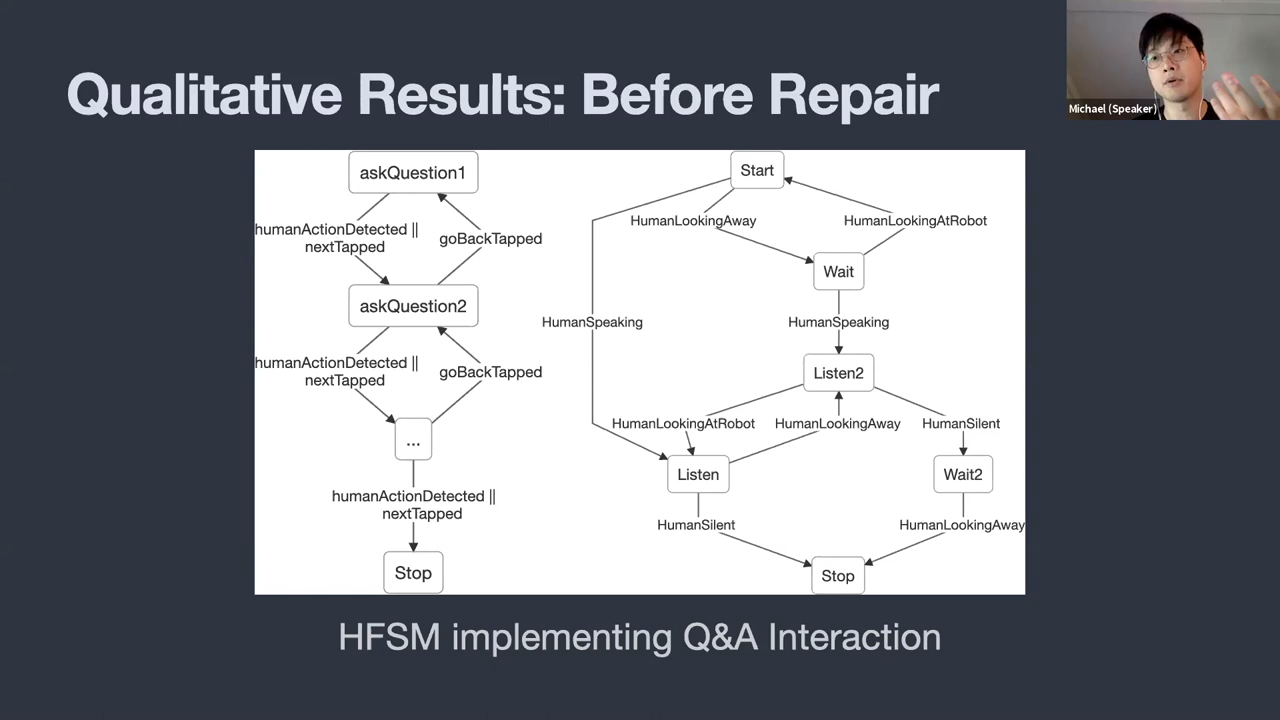 Qualitative Results: Before Repair
Michael (Speaker)
askQuestion1
humanActionDetected ||
nextTapped
goBackTapped
askQuestion2
humanActionDetected ||
nextTapped
goBackTapped
...
humanActionDetected ||
nextTapped
Stop
Start
HumanLookingAway
HumanLookingAtRobot
Wait
HumanSpeaking
HumanSpeaking
Listen2
HumanLookingAtRobot
HumanLookingAway
HumanSilent
Listen
Wait2
HumanSilent
HumanLookingAway
Stop
HFSM implementing Q&A Interaction